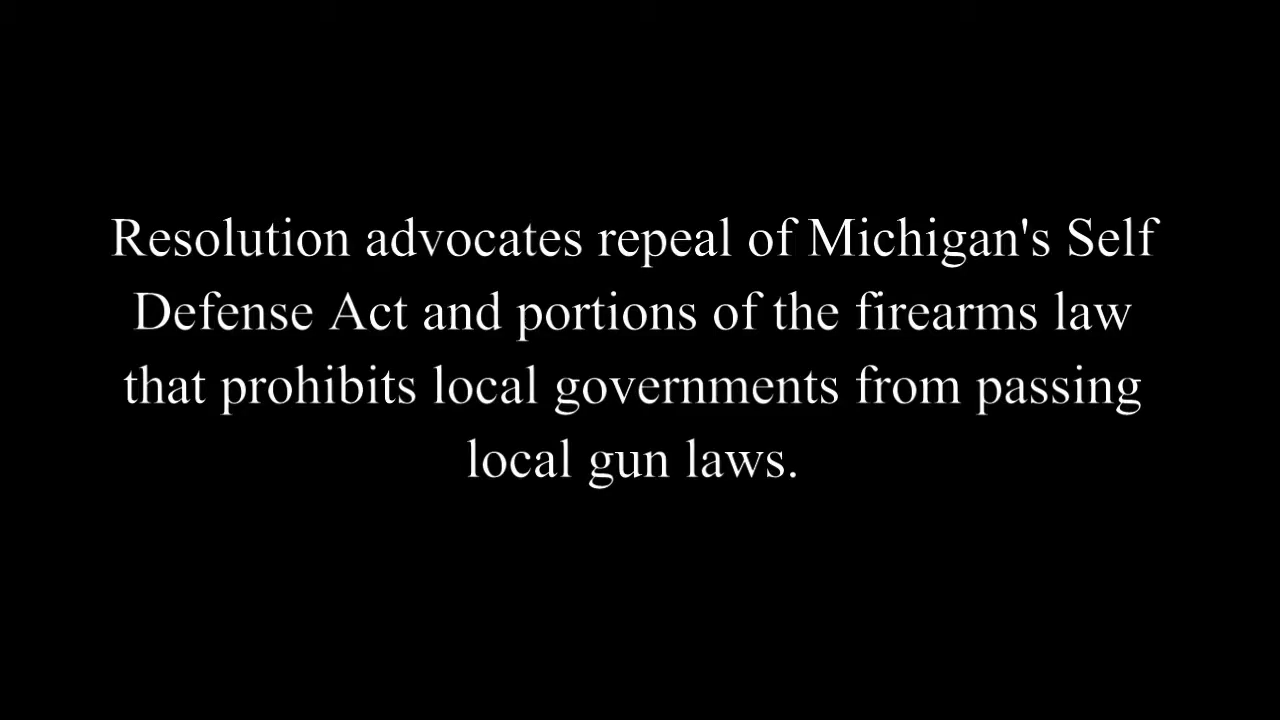 Resolution advocates repeal of Michigan's Self
Defense Act and portions of the firearms law
that prohibits local governments from passing
local gun laws.